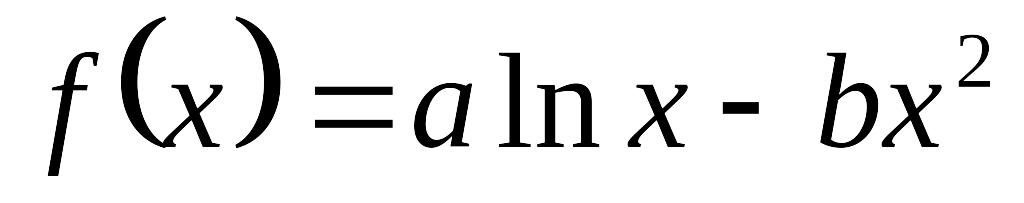 f(x)=a ln x - bx²